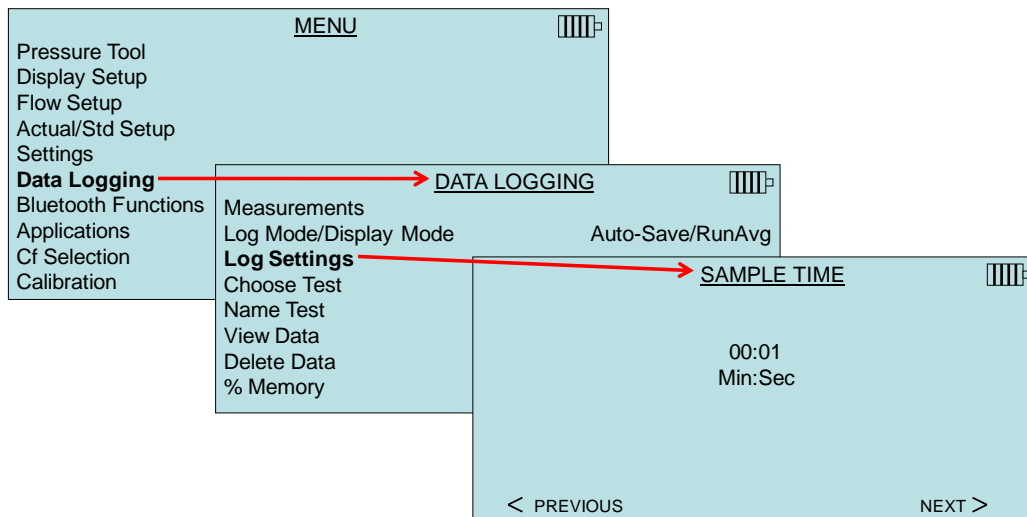 MENU
Pressure Tool
Display Setup
Flow Setup
Actual/Std Setup
Settings
Data Logging
Bluetooth Functions
Applications
Cf Selection
Calibration
DATA LOGGING
Measurements
Log Mode/Display Mode Auto-Save/RunAvg
Log Settings
Choose Test
Name Test
View Data
Delete Data
% Memory
SAMPLE TIME
00:01
Min:Sec
< PREVIOUS NEXT >